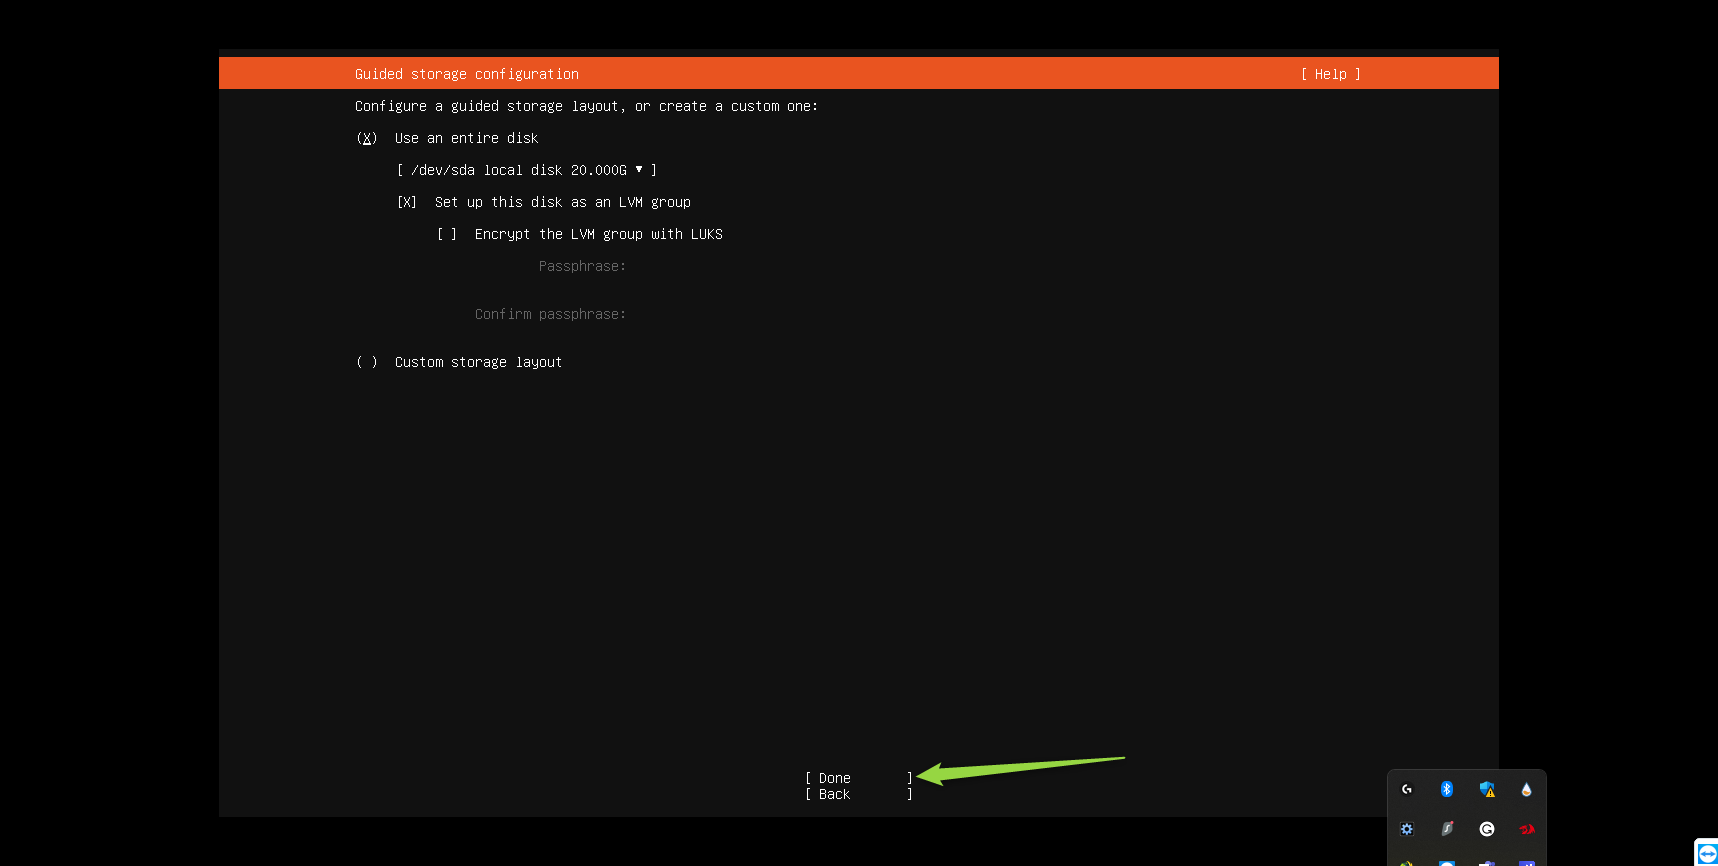 Guided storage configuration [ Help ]
Configure a guided storage layout, or create a custom one:
(X) Use an entire disk
[ /dev/sda local disk 20.000G ▾ ]
[X] Set up this disk as an LVM group
[ ] Encrypt the LVM group with LUKS
Passphrase:
Confirm passphrase:
( ) Custom storage layout
[ Done ]
[ Back ]